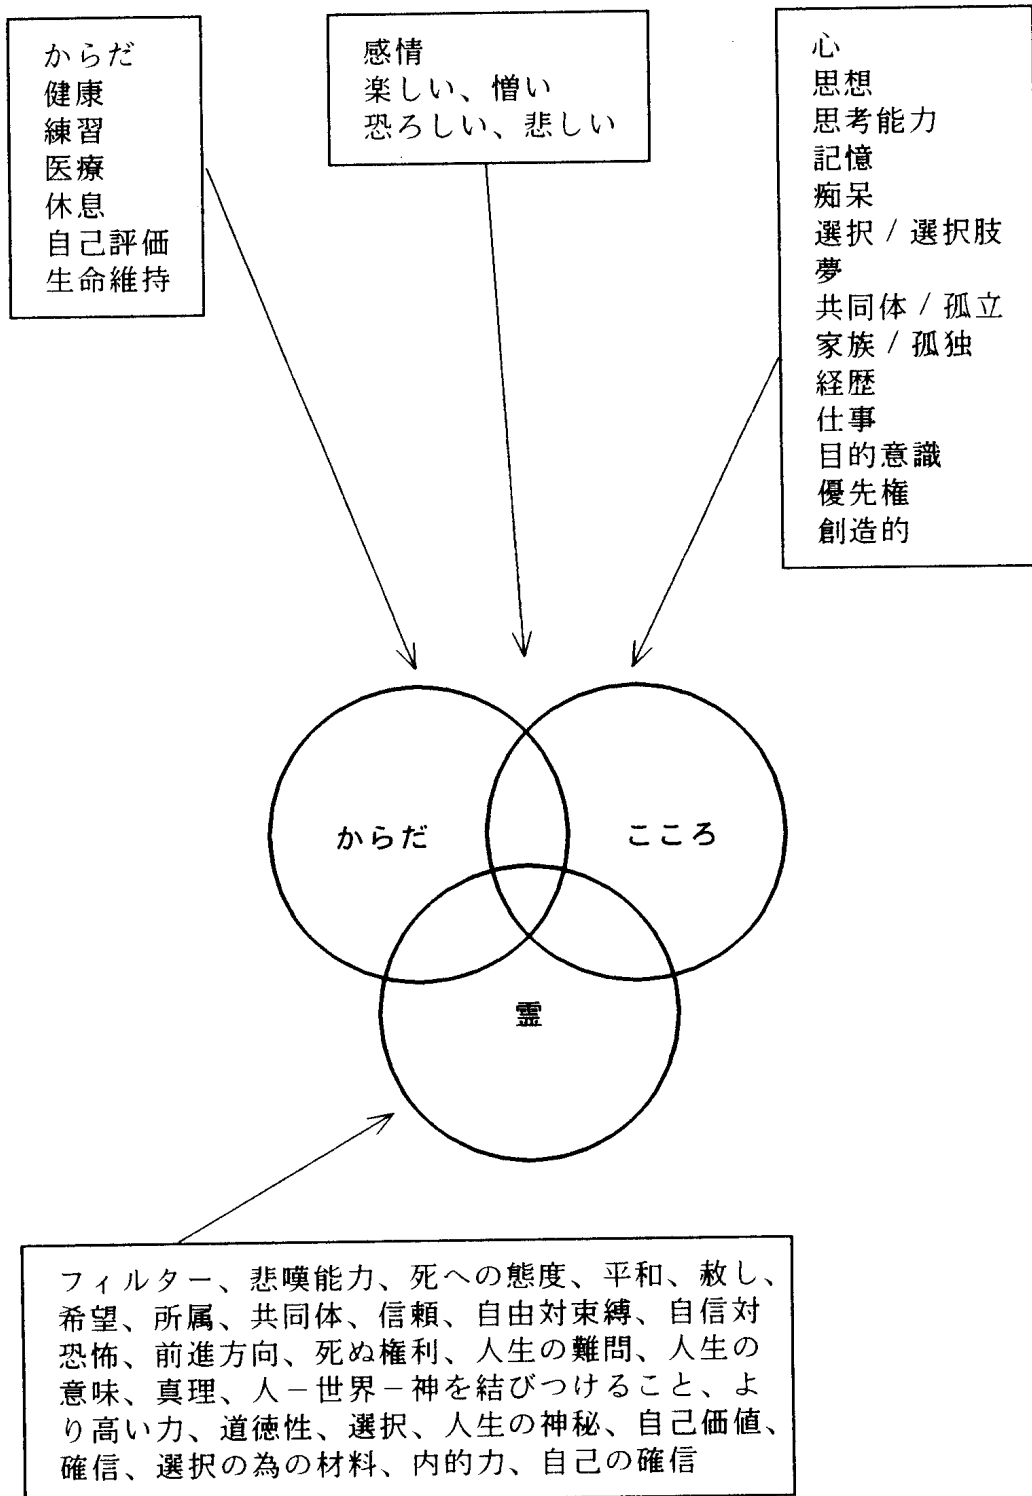 からだ
健康
練習
医療
休息
自己評価
生命維持
感情
楽しい、憎い
恐ろしい、悲しい
心
思想
思考能力
記憶
痴呆
選択 / 選択肢
夢
共同体 / 孤立
家族 / 孤独
経歴
仕事
目的意識
優先権
創造的
からだ
こころ
霊
フィルター、悲嘆能力、死への態度、平和、赦し、
希望、所属、共同体、信頼、自由対束縛、自信対
恐怖、前進方向、死ぬ権利、人生の難問、人生の
意味、真理、人－世界－神を結びつけること、よ
り高い力、道徳性、選択、人生の神秘、自己価値、
確信、選択の為の材料、内的力、自己の確信